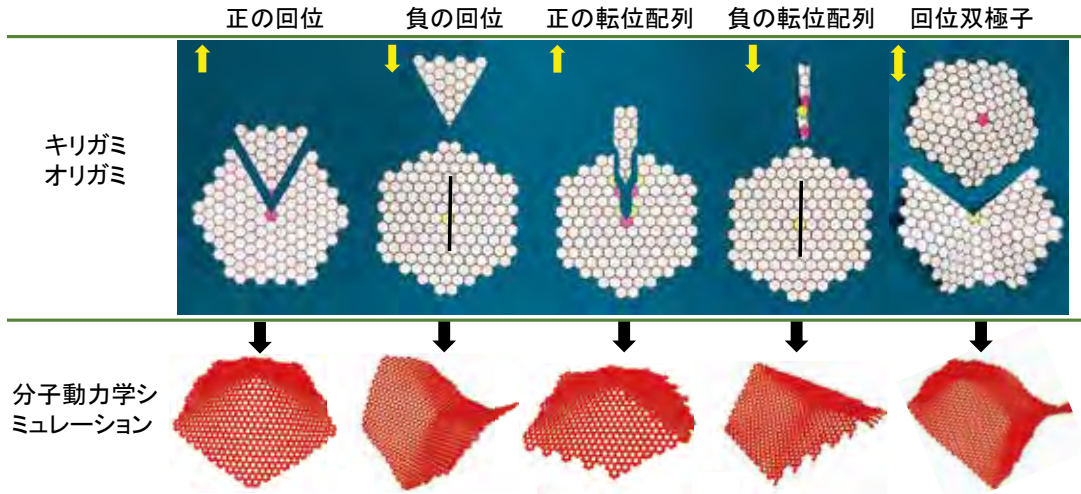 正の回位
負の回位
正の転位配列
負の転位配列
回位双極子
キリガミ
オリガミ
分子動力学シ
ミュレーション